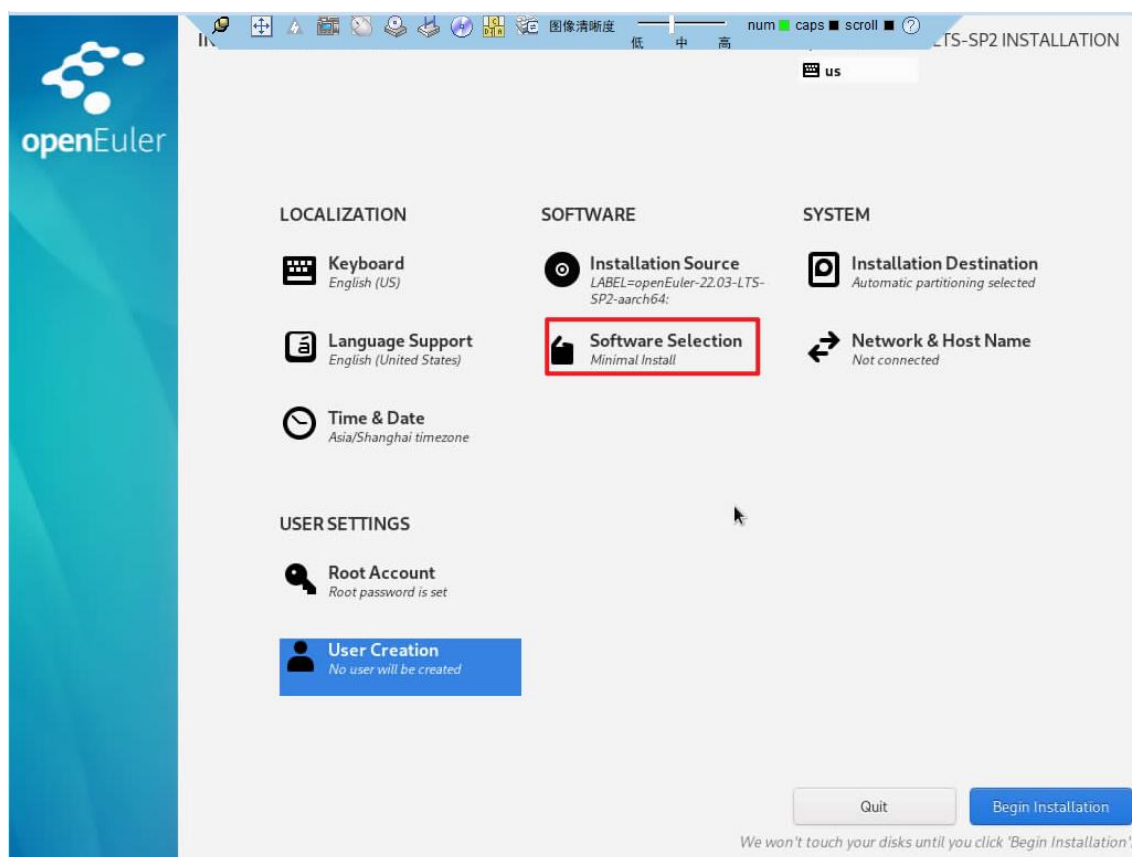 图像清晰度
低 中 高
num caps scroll ?
LTS-SP2 INSTALLATION
us
openEuler
LOCALIZATION
Keyboard
English (US)
Language Support
English (United States)
Time & Date
Asia/Shanghai timezone
SOFTWARE
Installation Source
LABEL=openEuler-22.03-LTS-
SP2-aarch64:
Software Selection
Minimal Install
SYSTEM
Installation Destination
Automatic partitioning selected
Network & Host Name
Not connected
USER SETTINGS
Root Account
Root password is set
User Creation
No user will be created
Quit
Begin Installation
We won't touch your disks until you click 'Begin Installation'.